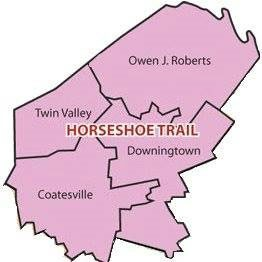 Owen J. Roberts
Twin Valley
HORSESHOE TRAIL
Downingtown
Coatesville